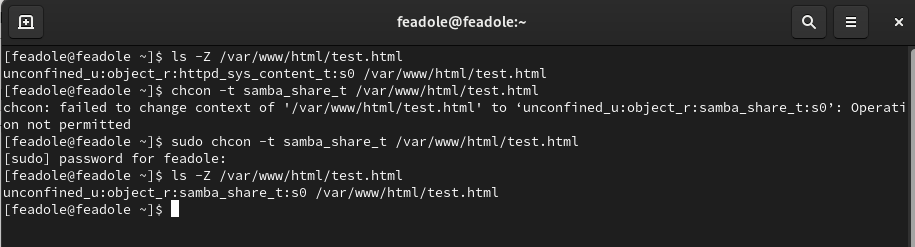 feadole@feadole:~
[feadole@feadole ~]$ ls -Z /var/www/html/test.html
unconfined_u:object_r:httpd_sys_content_t:s0 /var/www/html/test.html
[feadole@feadole ~]$ chcon -t samba_share_t /var/www/html/test.html
chcon: failed to change context of '/var/www/html/test.html' to ‘unconfined_u:object_r:samba_share_t:s0’: Operati
on not permitted
[feadole@feadole ~]$ sudo chcon -t samba_share_t /var/www/html/test.html
[sudo] password for feadole:
[feadole@feadole ~]$ ls -Z /var/www/html/test.html
unconfined_u:object_r:samba_share_t:s0 /var/www/html/test.html
[feadole@feadole ~]$